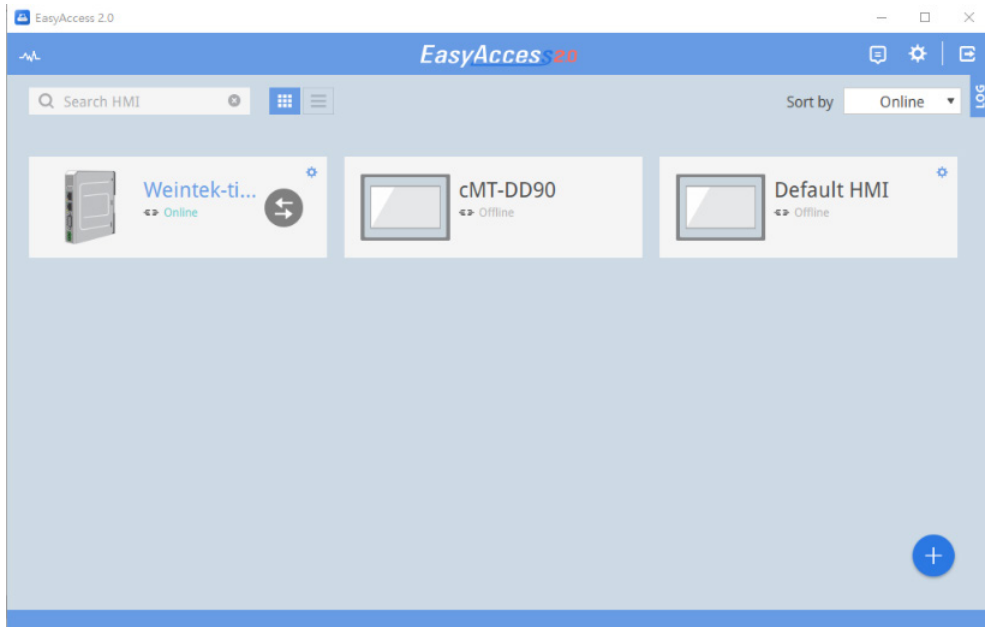 EasyAccess 2.0
EasyAccess2.0
Search HMI
Sort by Online
LOG
Weintek-ti...
Online
cMT-DD90
Offline
Default HMI
Offline